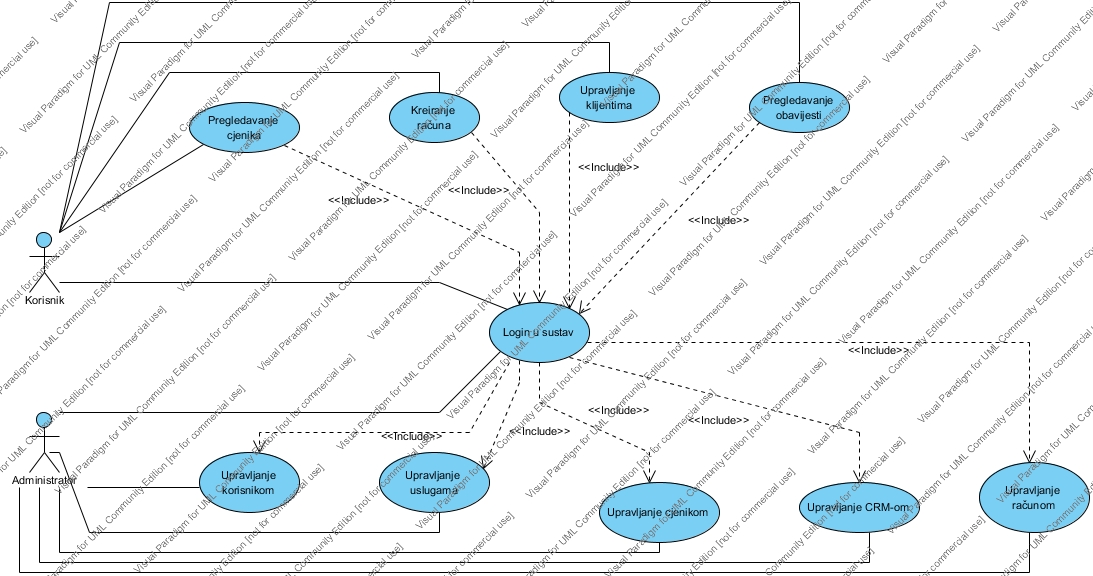 Pregledavanje
cjenika
Kreiranje
računa
Upravljanje
klijentima
Pregledavanje
obavijesti
<<Include>>
<<Include>>
<<Include>>
<<Include>>
Korisnik
Login u sustav
<<Include>>
<<Include>>
<<Include>>
<<Include>>
<<Include>>
Administrator
Upravljanje
korisnikom
Upravljanje
uslugama
Upravljanje cjenikom
Upravljanje CRM-om
Upravljanje
računom
Visual Paradigm for UML Community Edition [not for commercial use]